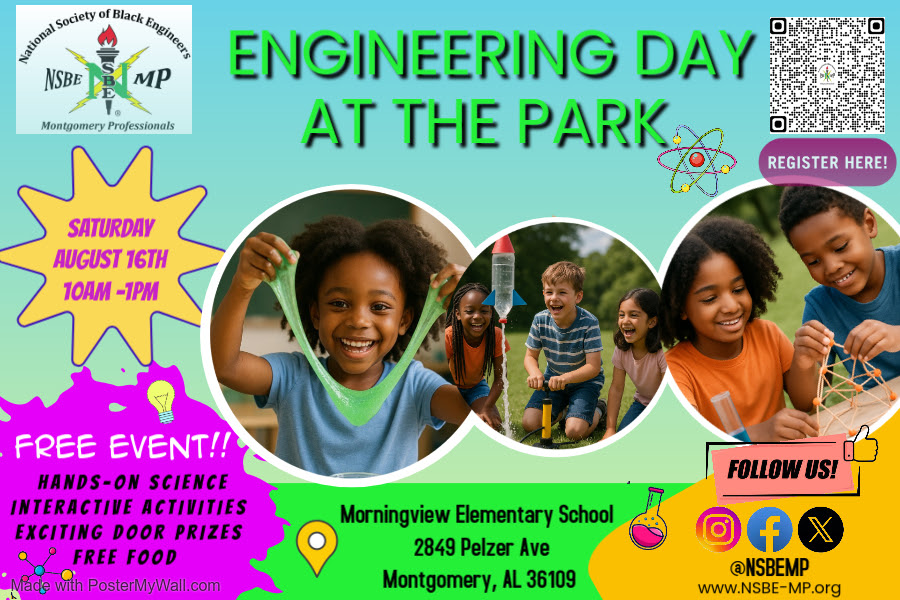 National Society of Black Engineers
NSBE MP
NSBE
®
Montgomery Professionals
ENGINEERING DAY
AT THE PARK
REGISTER HERE!
SATURDAY
AUGUST 16TH
10AM -1PM
FREE EVENT!!
HANDS-ON SCIENCE
INTERACTIVE ACTIVITIES
EXCITING DOOR PRIZES
FREE FOOD
Made with PosterMyWall.com
Morningview Elementary School
2849 Pelzer Ave
Montgomery, AL 36109
FOLLOW US!
@NSBEMP
www.NSBE-MP.org